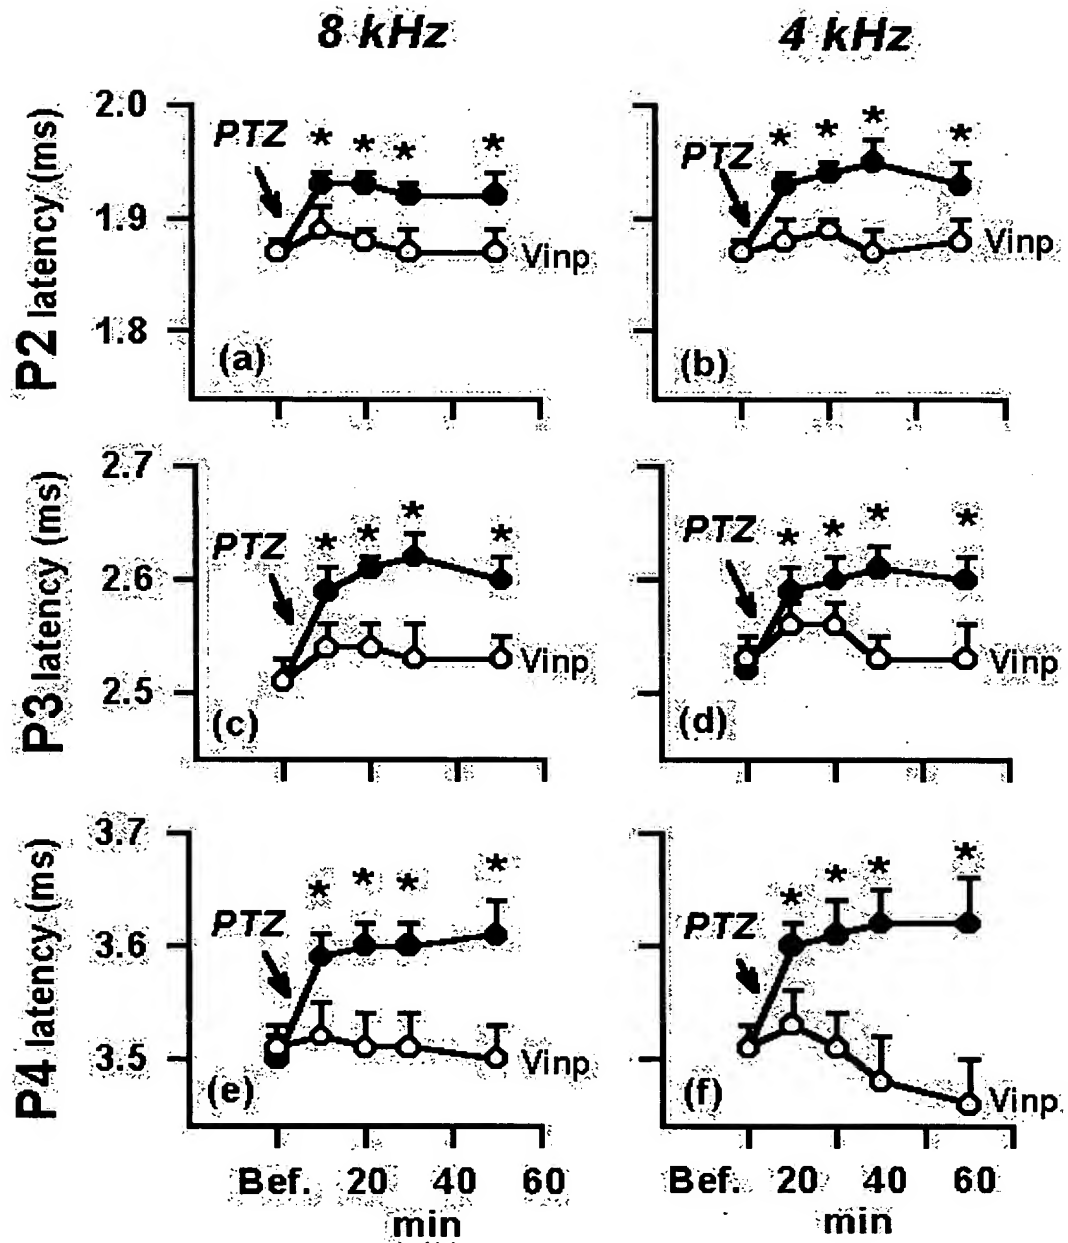 8 kHz
4 kHz
P2 latency (ms)
2.0
1.9
1.8
PTZ
*
*
*
*
Vinp
(a)
PTZ
*
*
*
*
Vinp
(b)
P3 latency (ms)
2.7
2.6
2.5
PTZ
*
*
*
*
Vinp
(c)
PTZ
*
*
*
*
Vinp
(d)
P4 latency (ms)
3.7
3.6
3.5
PTZ
*
*
*
*
Vinp
(e)
PTZ
*
*
*
*
Vinp
(f)
Bef. 20 40 60
min
Bef. 20 40 60
min